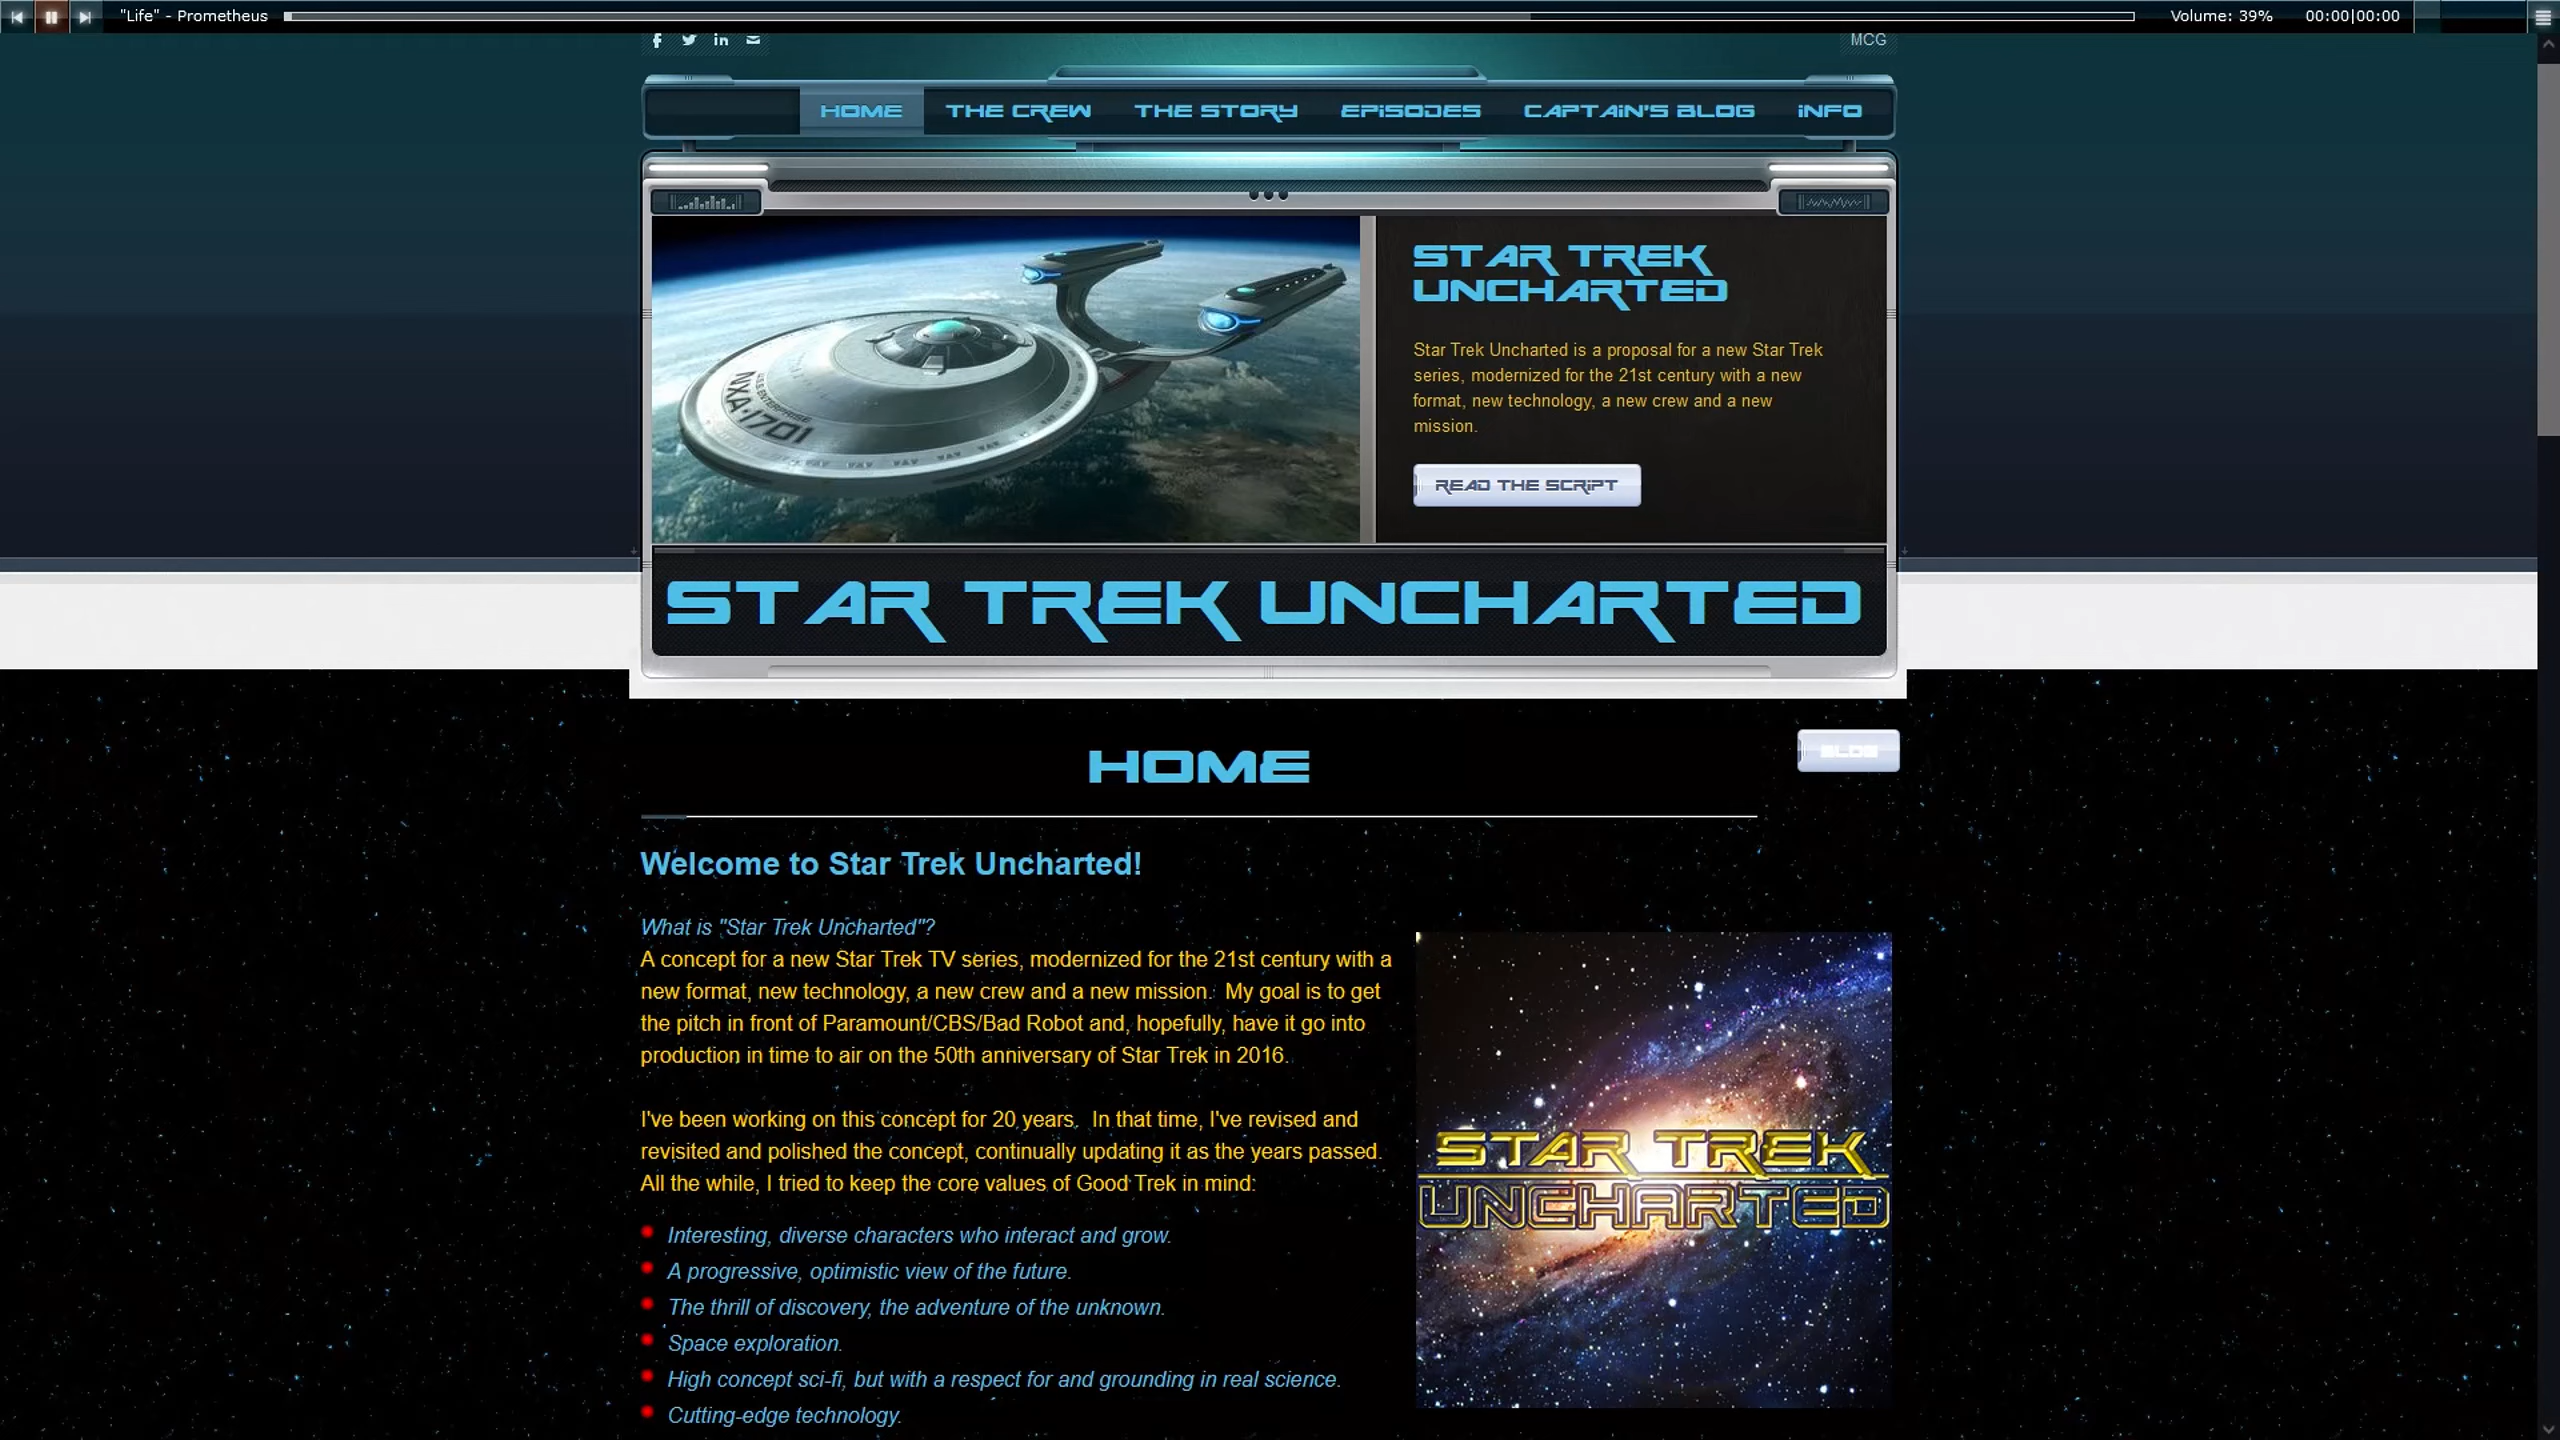 "Life" - Prometheus
Volume: 39%
00:00|00:00
MCG
HOME
THE CREW
THE STORY
EPISODES
CAPTAIN'S BLOG
INFO
STAR TREK
UNCHARTED
Star Trek Uncharted is a proposal for a new Star Trek
series, modernized for the 21st century with a new
format, new technology, a new crew and a new
mission.
READ THE SCRIPT
U.S.S. ENTERPRISE
NXA-1701
STAR TREK UNCHARTED
HOME
BLOG
Welcome to Star Trek Uncharted!
What is "Star Trek Uncharted"?
A concept for a new Star Trek TV series, modernized for the 21st century with a
new format, new technology, a new crew and a new mission.  My goal is to get
the pitch in front of Paramount/CBS/Bad Robot and, hopefully, have it go into
production in time to air on the 50th anniversary of Star Trek in 2016.
I've been working on this concept for 20 years.  In that time, I've revised and
revisited and polished the concept, continually updating it as the years passed.
All the while, I tried to keep the core values of Good Trek in mind:
Interesting, diverse characters who interact and grow.
A progressive, optimistic view of the future.
The thrill of discovery, the adventure of the unknown.
Space exploration.
High concept sci-fi, but with a respect for and grounding in real science.
Cutting-edge technology.
STAR TREK
UNCHARTED